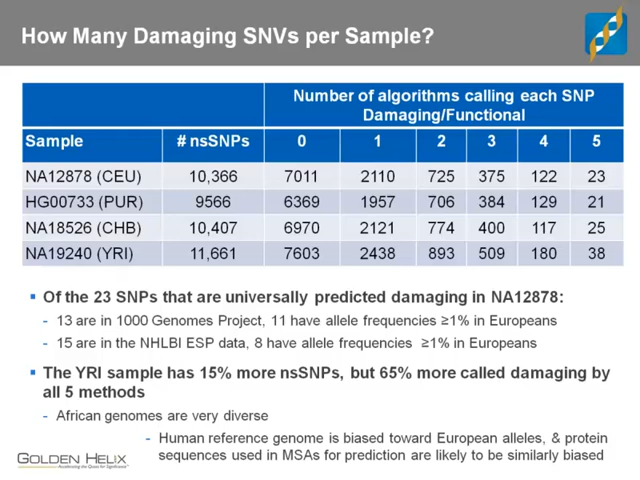 How Many Damaging SNVs per Sample?
Number of algorithms calling each SNP
Damaging/Functional
Sample # nsSNPs 0 1 2 3 4 5
NA12878 (CEU) 10,366 7011 2110 725 375 122 23
HG00733 (PUR) 9566 6369 1957 706 384 129 21
NA18526 (CHB) 10,407 6970 2121 774 400 117 25
NA19240 (YRI) 11,661 7603 2438 893 509 180 38
▪ Of the 23 SNPs that are universally predicted damaging in NA12878:
- 13 are in 1000 Genomes Project, 11 have allele frequencies ≥1% in Europeans
- 15 are in the NHLBI ESP data, 8 have allele frequencies ≥1% in Europeans
▪ The YRI sample has 15% more nsSNPs, but 65% more called damaging by
all 5 methods
- African genomes are very diverse
- Human reference genome is biased toward European alleles, & protein
sequences used in MSAs for prediction are likely to be similarly biased
GOLDEN HELIX
Accelerating the Quest for Significance